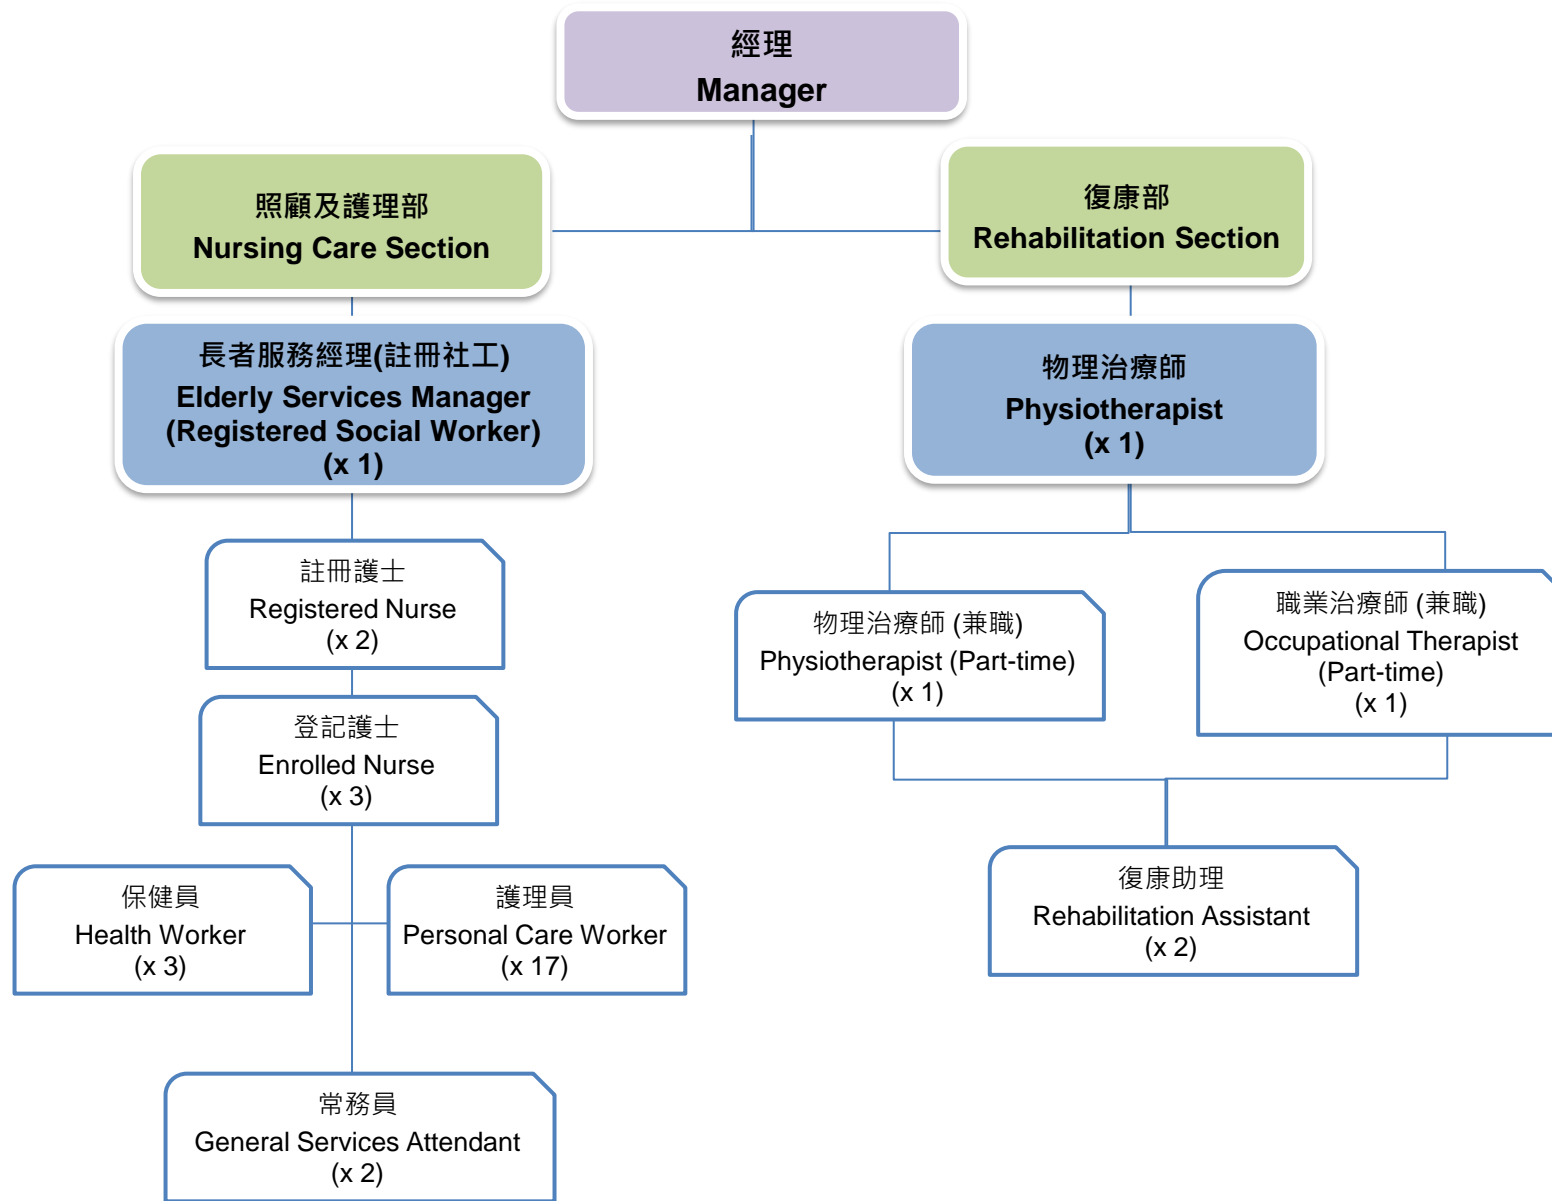 經理
Manager
照顧及護理部
Nursing Care Section
復康部
Rehabilitation Section
長者服務經理(註冊社工)
Elderly Services Manager
(Registered Social Worker)
(x 1)
物理治療師
Physiotherapist
(x 1)
註冊護士
Registered Nurse
(x 2)
物理治療師 (兼職)
Physiotherapist (Part-time)
(x 1)
職業治療師 (兼職)
Occupational Therapist
(Part-time)
(x 1)
登記護士
Enrolled Nurse
(x 3)
保健員
Health Worker
(x 3)
護理員
Personal Care Worker
(x 17)
復康助理
Rehabilitation Assistant
(x 2)
常務員
General Services Attendant
(x 2)